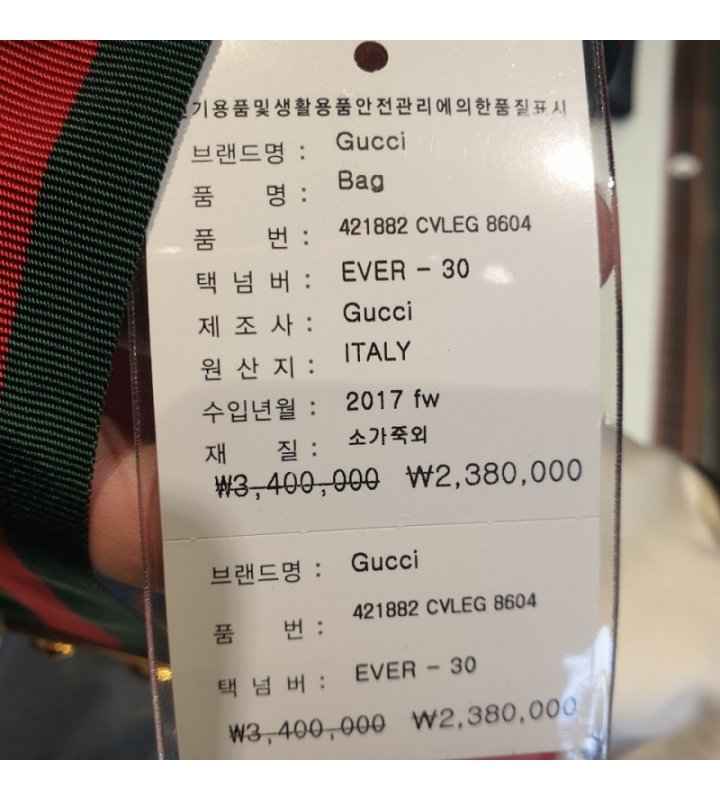 기용품및생활용품안전관리에의한품질표시
브랜드명 : Gucci
품 명 : Bag
품 번 : 421882 CVLEG 8604
택 넘 버 : EVER - 30
제 조 사 : Gucci
원 산 지 : ITALY
수입년월 : 2017 fw
재 질 : 소가죽외
₩3,400,000 ₩2,380,000
브랜드명 : Gucci
품 번 : 421882 CVLEG 8604
택 넘 버 : EVER - 30
₩3,400,000 ₩2,380,000